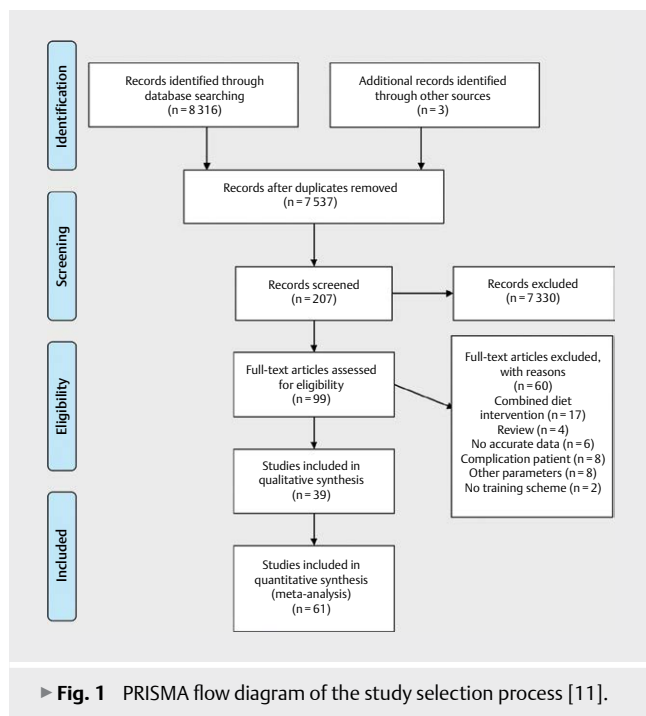 Identification
Records identified through
database searching
(n = 8 316)
Additional records identified
through other sources
(n = 3)
Records after duplicates removed
(n = 7 537)
Screening
Records screened
(n = 207)
Records excluded
(n = 7 330)
Eligibility
Full-text articles assessed
for eligibility
(n = 99)
Full-text articles excluded,
with reasons
(n = 60)
Combined diet
intervention (n = 17)
Review (n = 4)
No accurate data (n = 6)
Complication patient (n = 8)
Other parameters (n = 8)
No training scheme (n = 2)
Studies included in
qualitative synthesis
(n = 39)
Included
Studies included in
quantitative synthesis
(meta-analysis)
(n = 61)
▶ Fig. 1 PRISMA flow diagram of the study selection process [11].